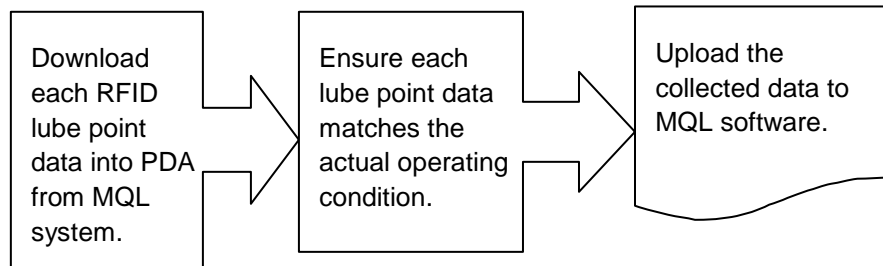 Download
each RFID
lube point
data into PDA
from MQL
system.
Ensure each
lube point data
matches the
actual operating
condition.
Upload the
collected data to
MQL software.